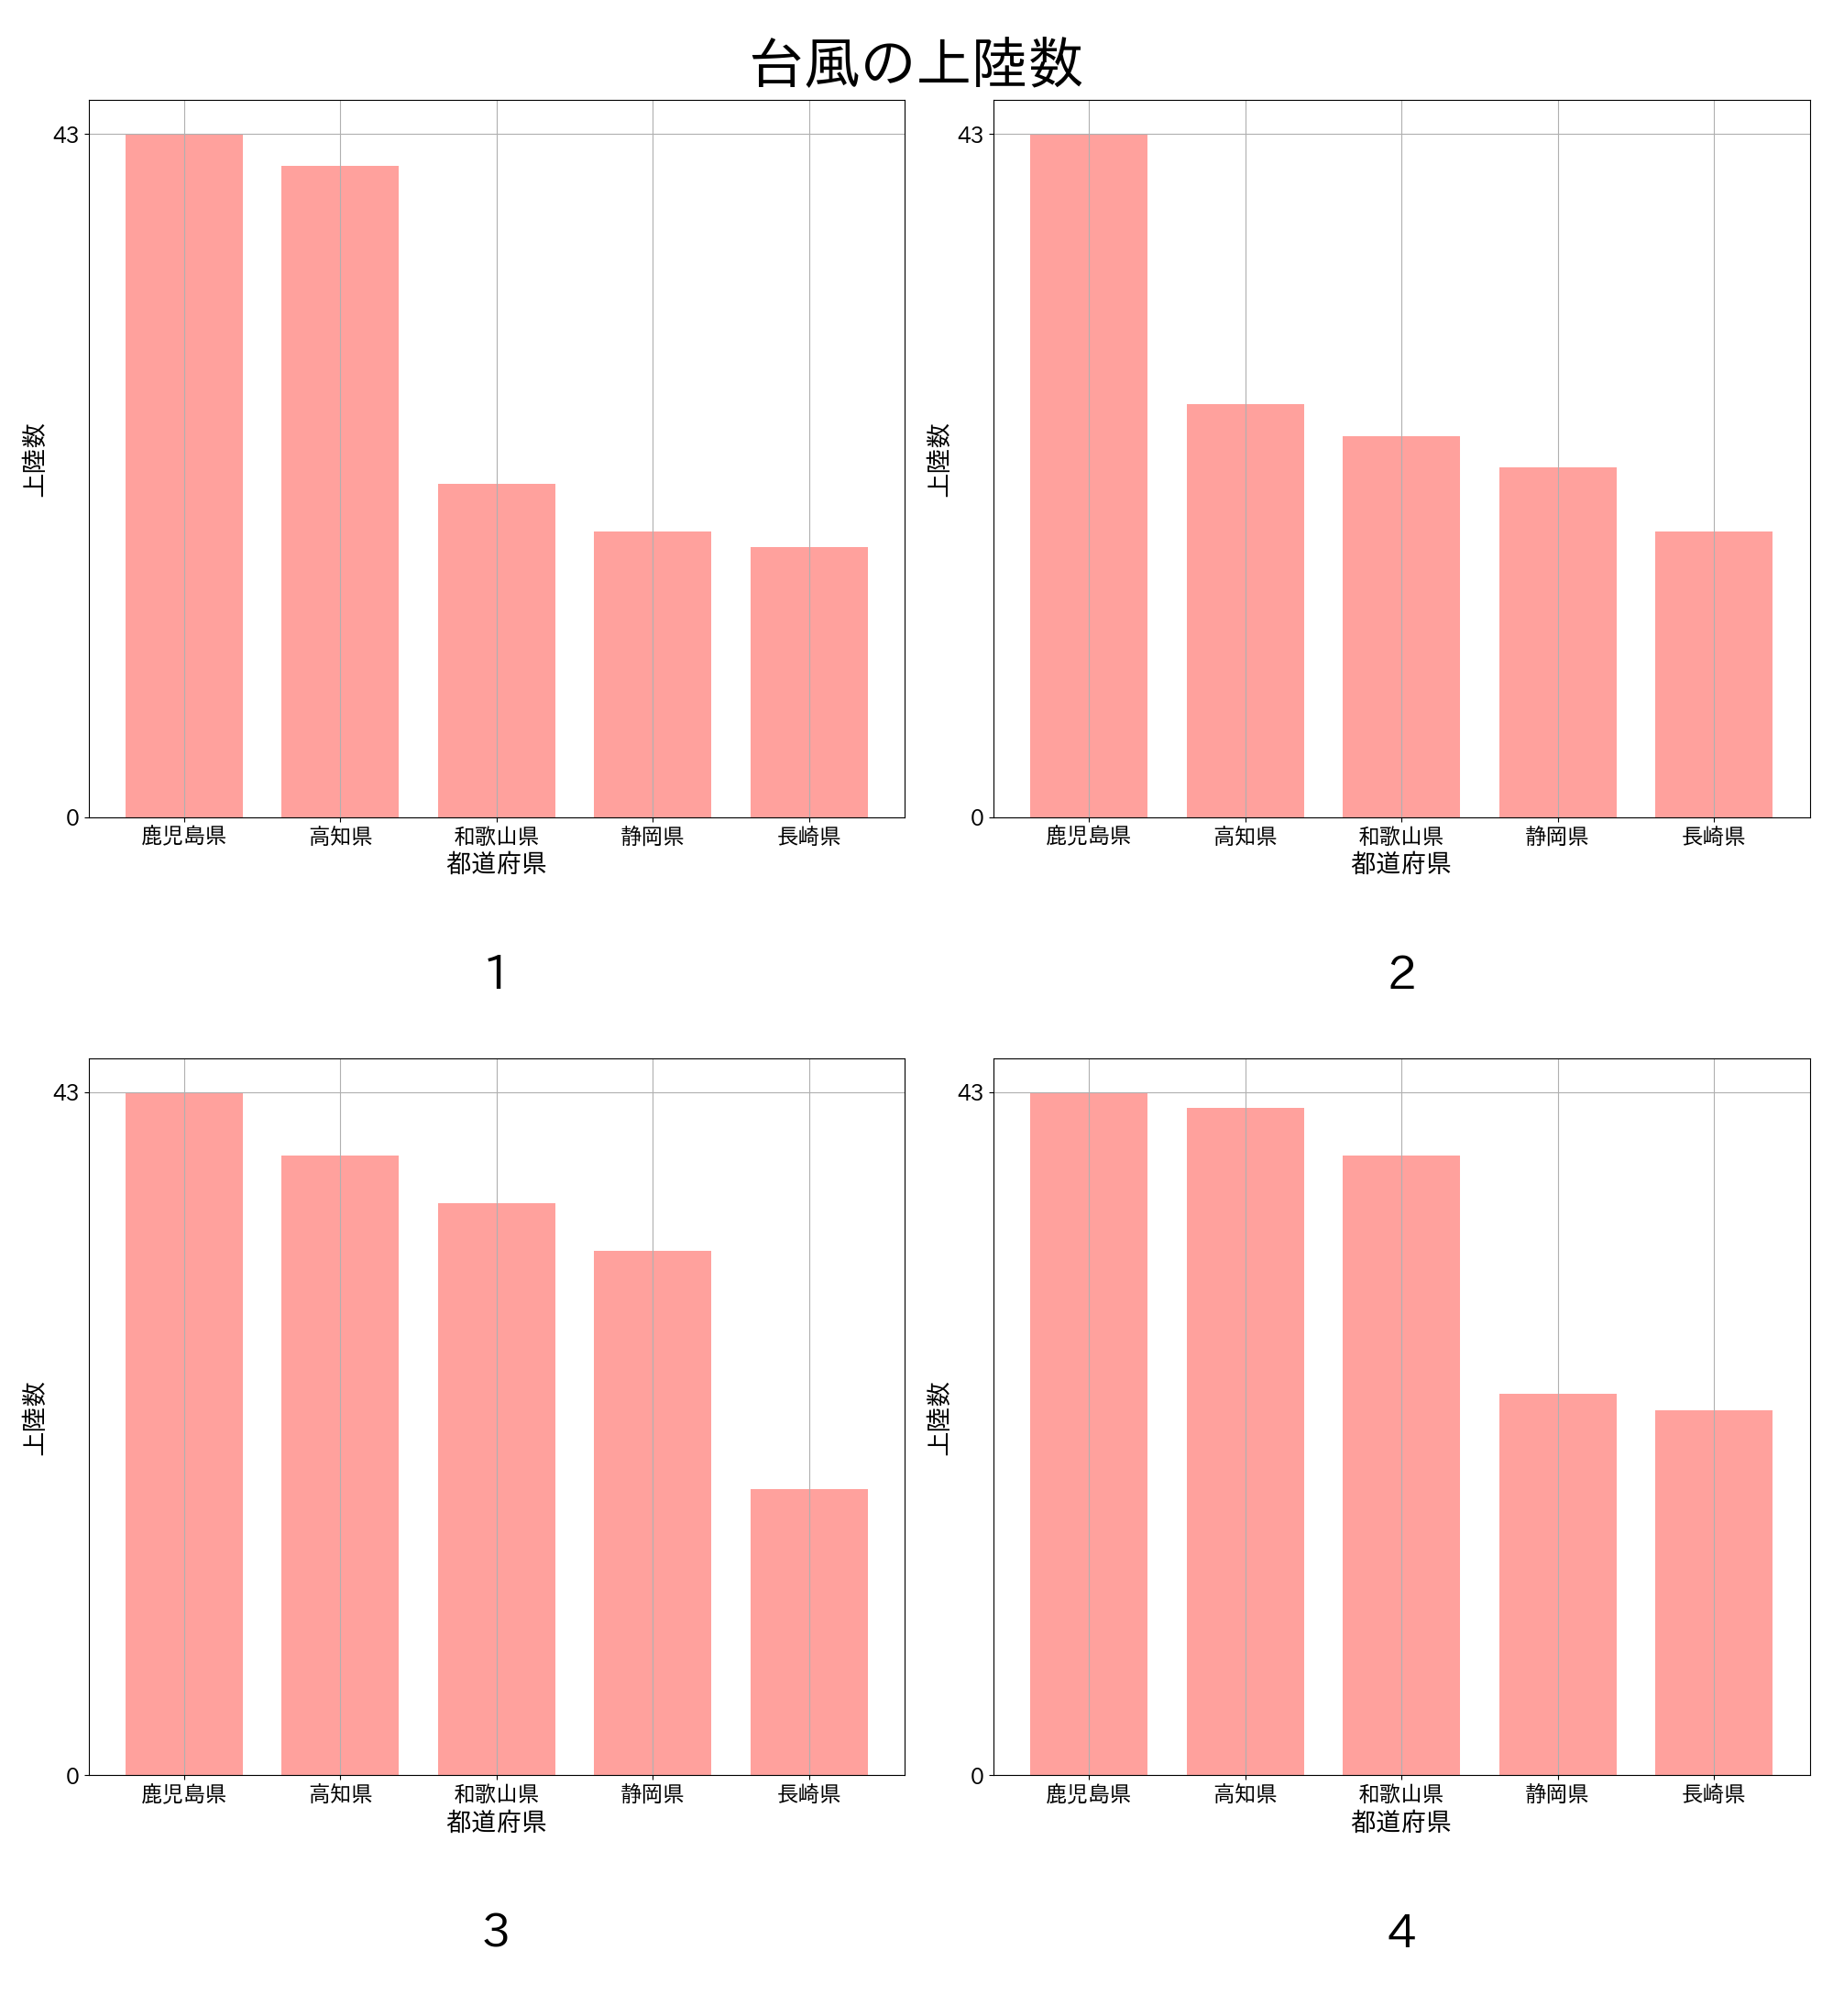 台風の上陸数
43
0
上陸数
鹿児島県 高知県 和歌山県 静岡県 長崎県
都道府県
1
43
0
上陸数
鹿児島県 高知県 和歌山県 静岡県 長崎県
都道府県
2
43
0
上陸数
鹿児島県 高知県 和歌山県 静岡県 長崎県
都道府県
3
43
0
上陸数
鹿児島県 高知県 和歌山県 静岡県 長崎県
都道府県
4